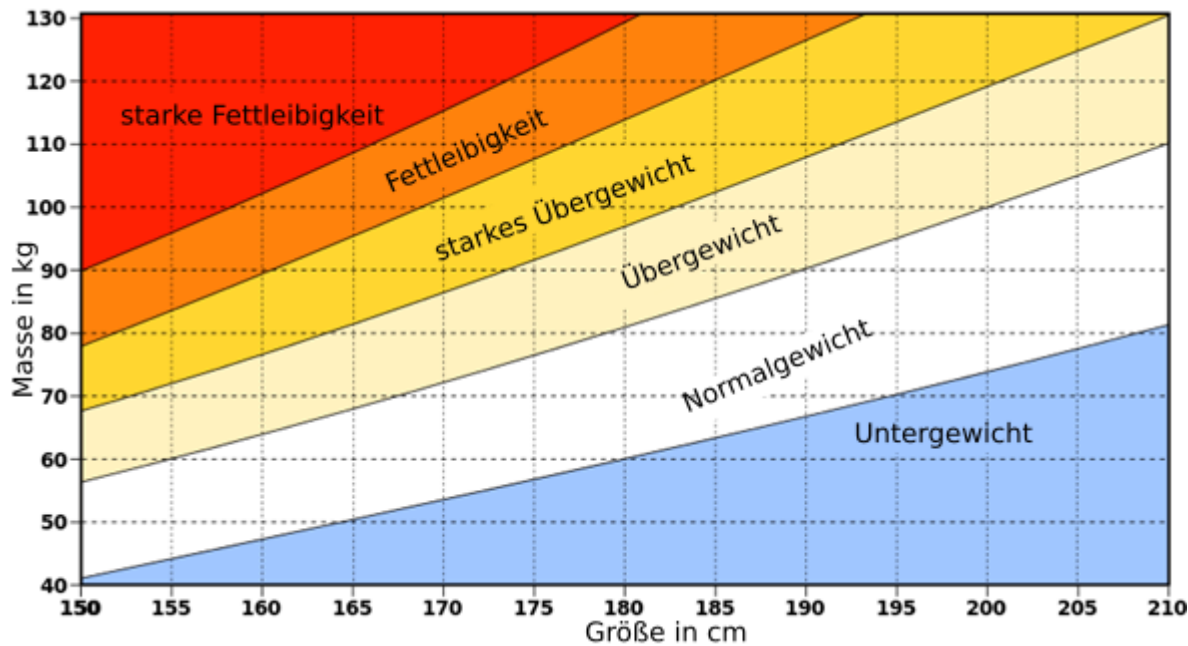 130
120
starke Fettleibigkeit
110
Fettleibigkeit
100
starkes Übergewicht
90
Übergewicht
80
Normalgewicht
70
Untergewicht
60
50
40
Masse in kg
150 155 160 165 170 175 180 185 190 195 200 205 210
Größe in cm